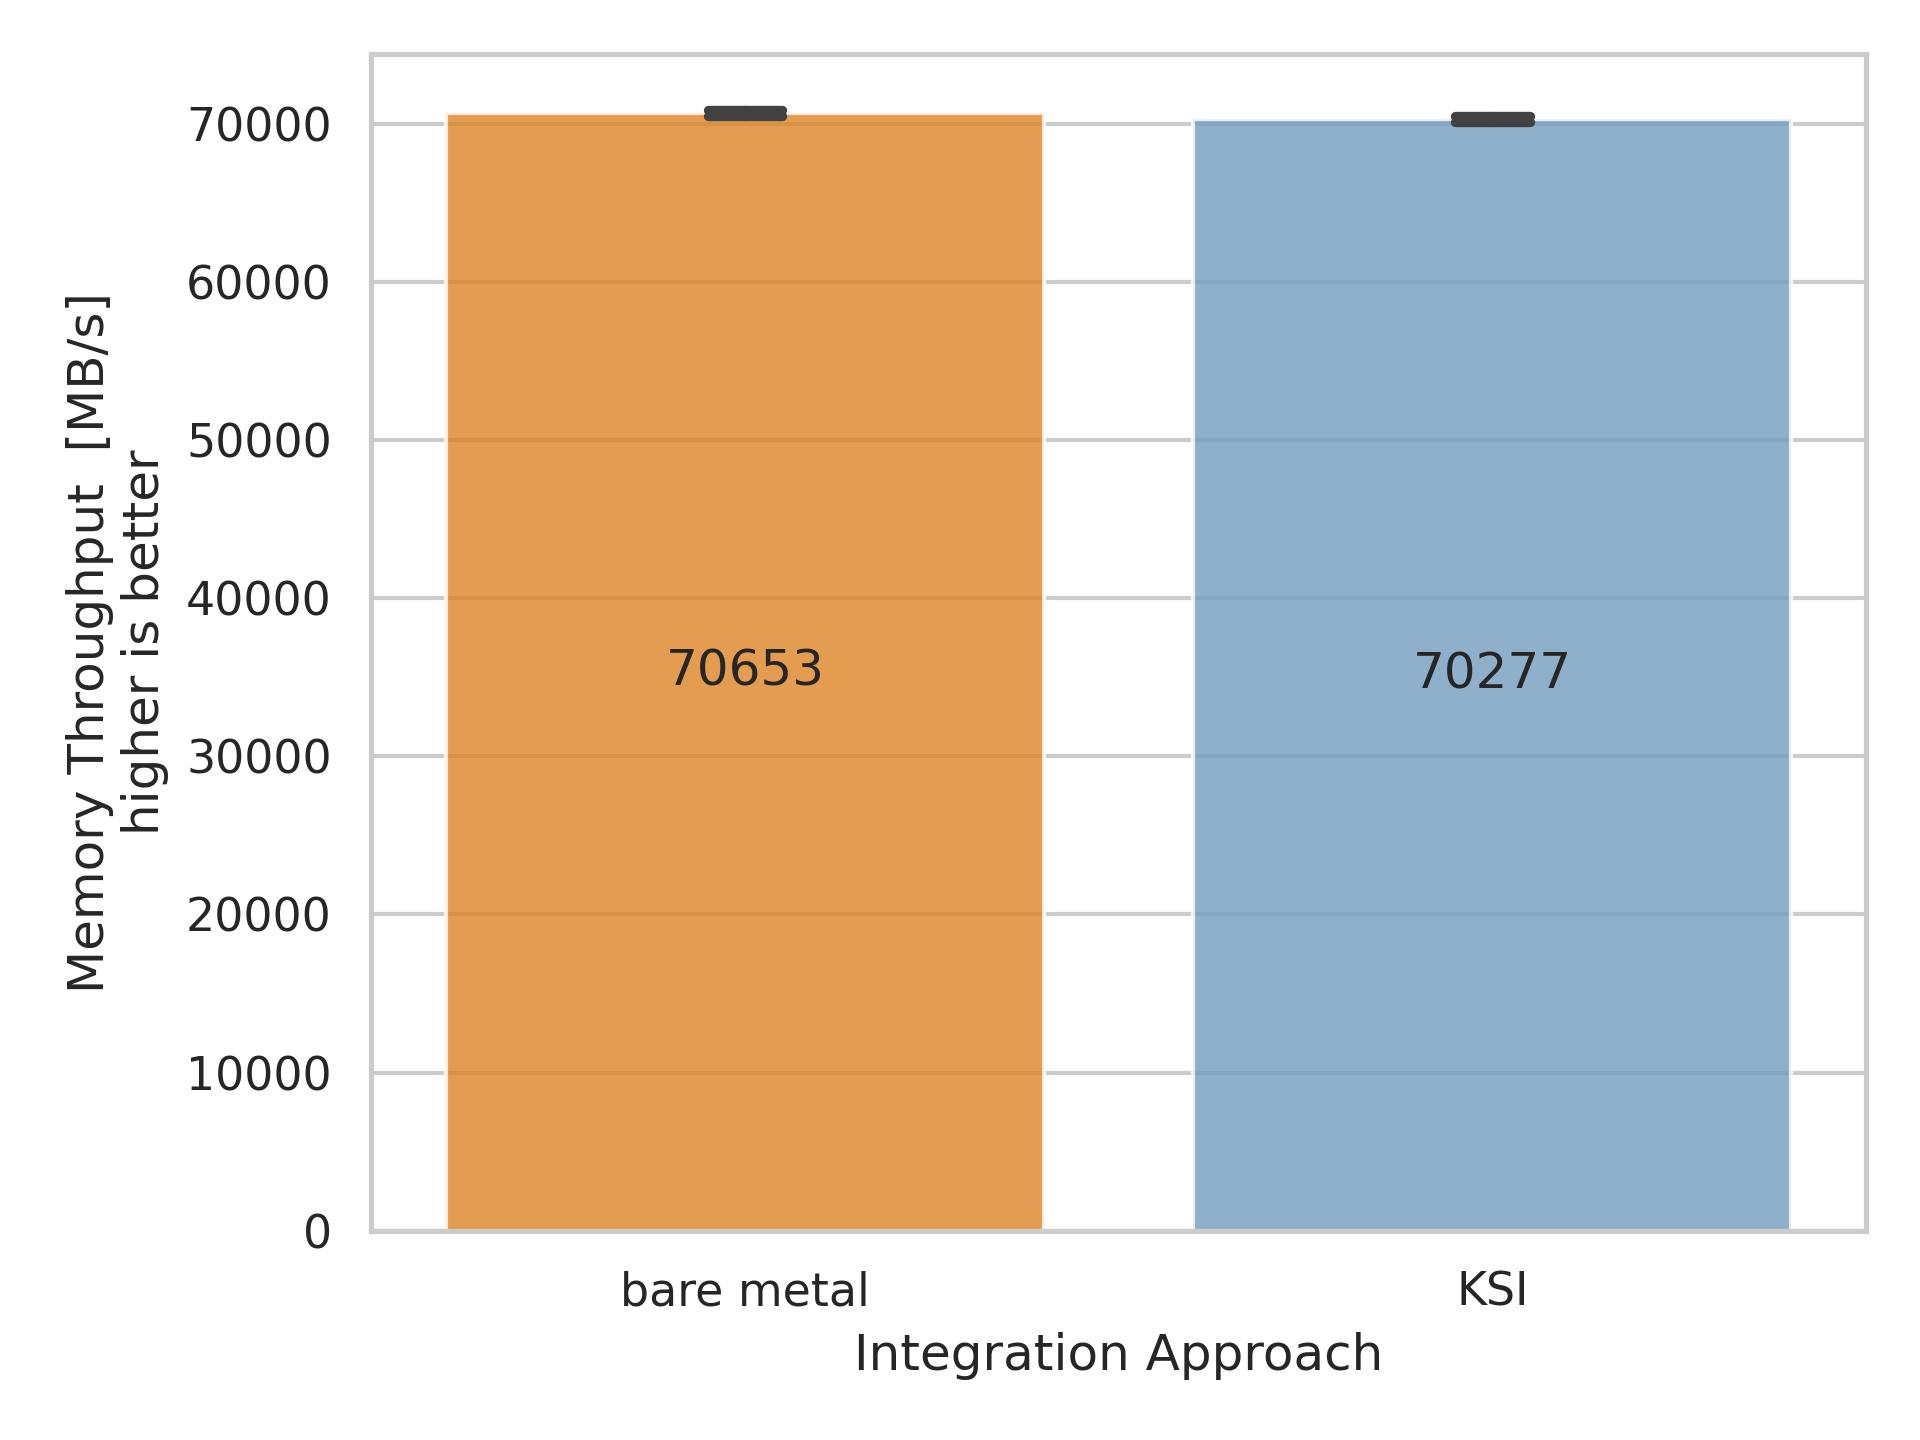 Memory Throughput  [MB/s]
higher is better
70000
60000
50000
40000
30000
20000
10000
0
70653
70277
bare metal
KSI
Integration Approach